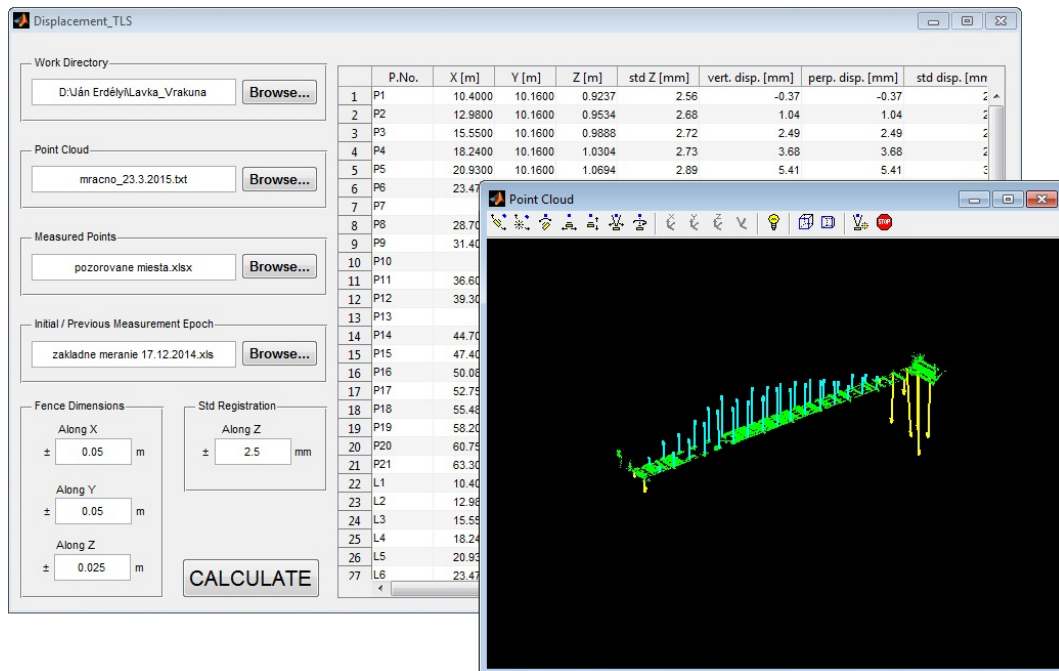 Displacement_TLS
Work Directory
D:\Ján Erdélyi\Lavka_Vrakuna Browse...
Point Cloud
mracno_23.3.2015.txt Browse...
Measured Points
pozorovane miesta.xlsx Browse...
Initial / Previous Measurement Epoch
zakladne meranie 17.12.2014.xls Browse...
Fence Dimensions
Along X
± 0.05 m
Along Y
± 0.05 m
Along Z
± 0.025 m
Std Registration
Along Z
± 2.5 mm
CALCULATE
P.No. X [m] Y [m] Z [m] std Z [mm] vert. disp. [mm] perp. disp. [mm] std disp. [mm
1 P1 10.4000 10.1600 0.9237 2.56 -0.37 -0.37 2
2 P2 12.9800 10.1600 0.9534 2.68 1.04 1.04 2
3 P3 15.5500 10.1600 0.9888 2.72 2.49 2.49 2
4 P4 18.2400 10.1600 1.0304 2.73 3.68 3.68 2
5 P5 20.9300 10.1600 1.0694 2.89 5.41 5.41 3
6 P6 23.47
7 P7
8 P8 28.70
9 P9 31.40
10 P10
11 P11 36.60
12 P12 39.30
13 P13
14 P14 44.70
15 P15 47.40
16 P16 50.08
17 P17 52.75
18 P18 55.48
19 P19 58.20
20 P20 60.75
21 P21 63.30
22 L1 10.40
23 L2 12.98
24 L3 15.55
25 L4 18.24
26 L5 20.93
27 L6 23.47
Point Cloud
X Y Z
STOP